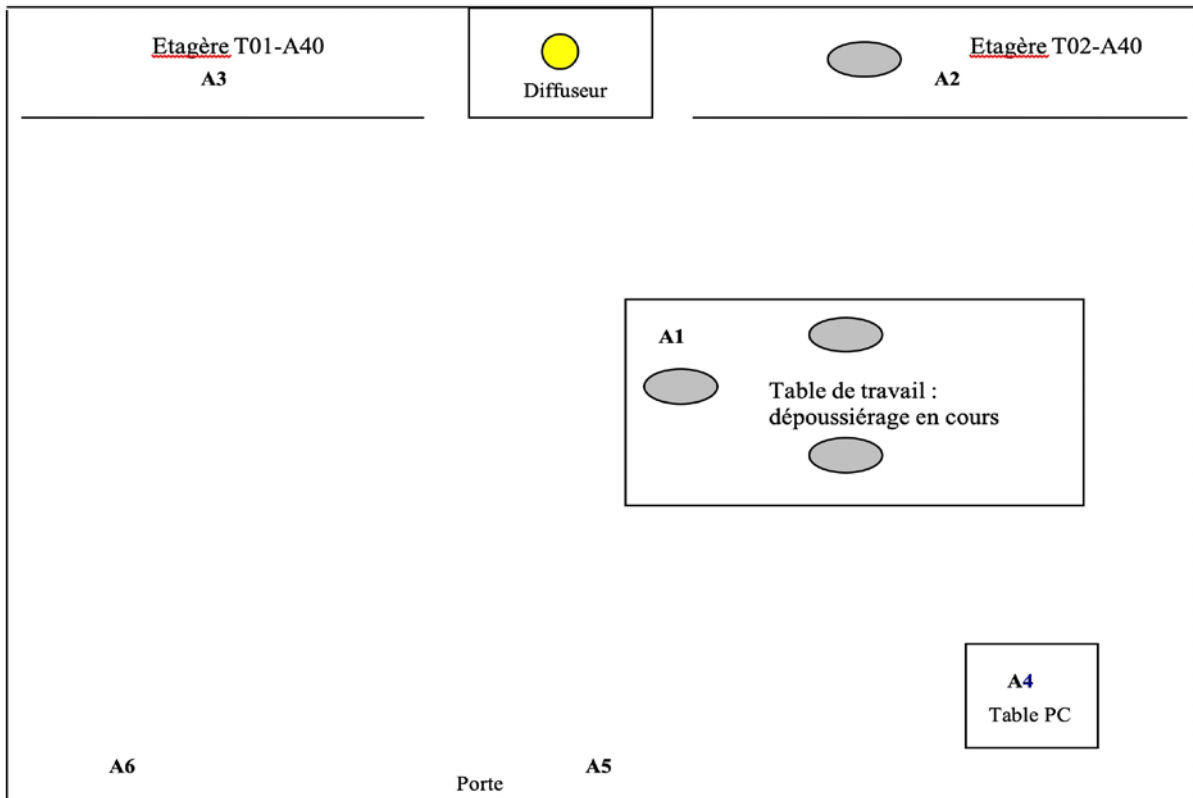 Etagère T01-A40
A3
Diffuseur
Etagère T02-A40
A2
A1
Table de travail :
dépoussiérage en cours
A4
Table PC
A6
Porte
A5